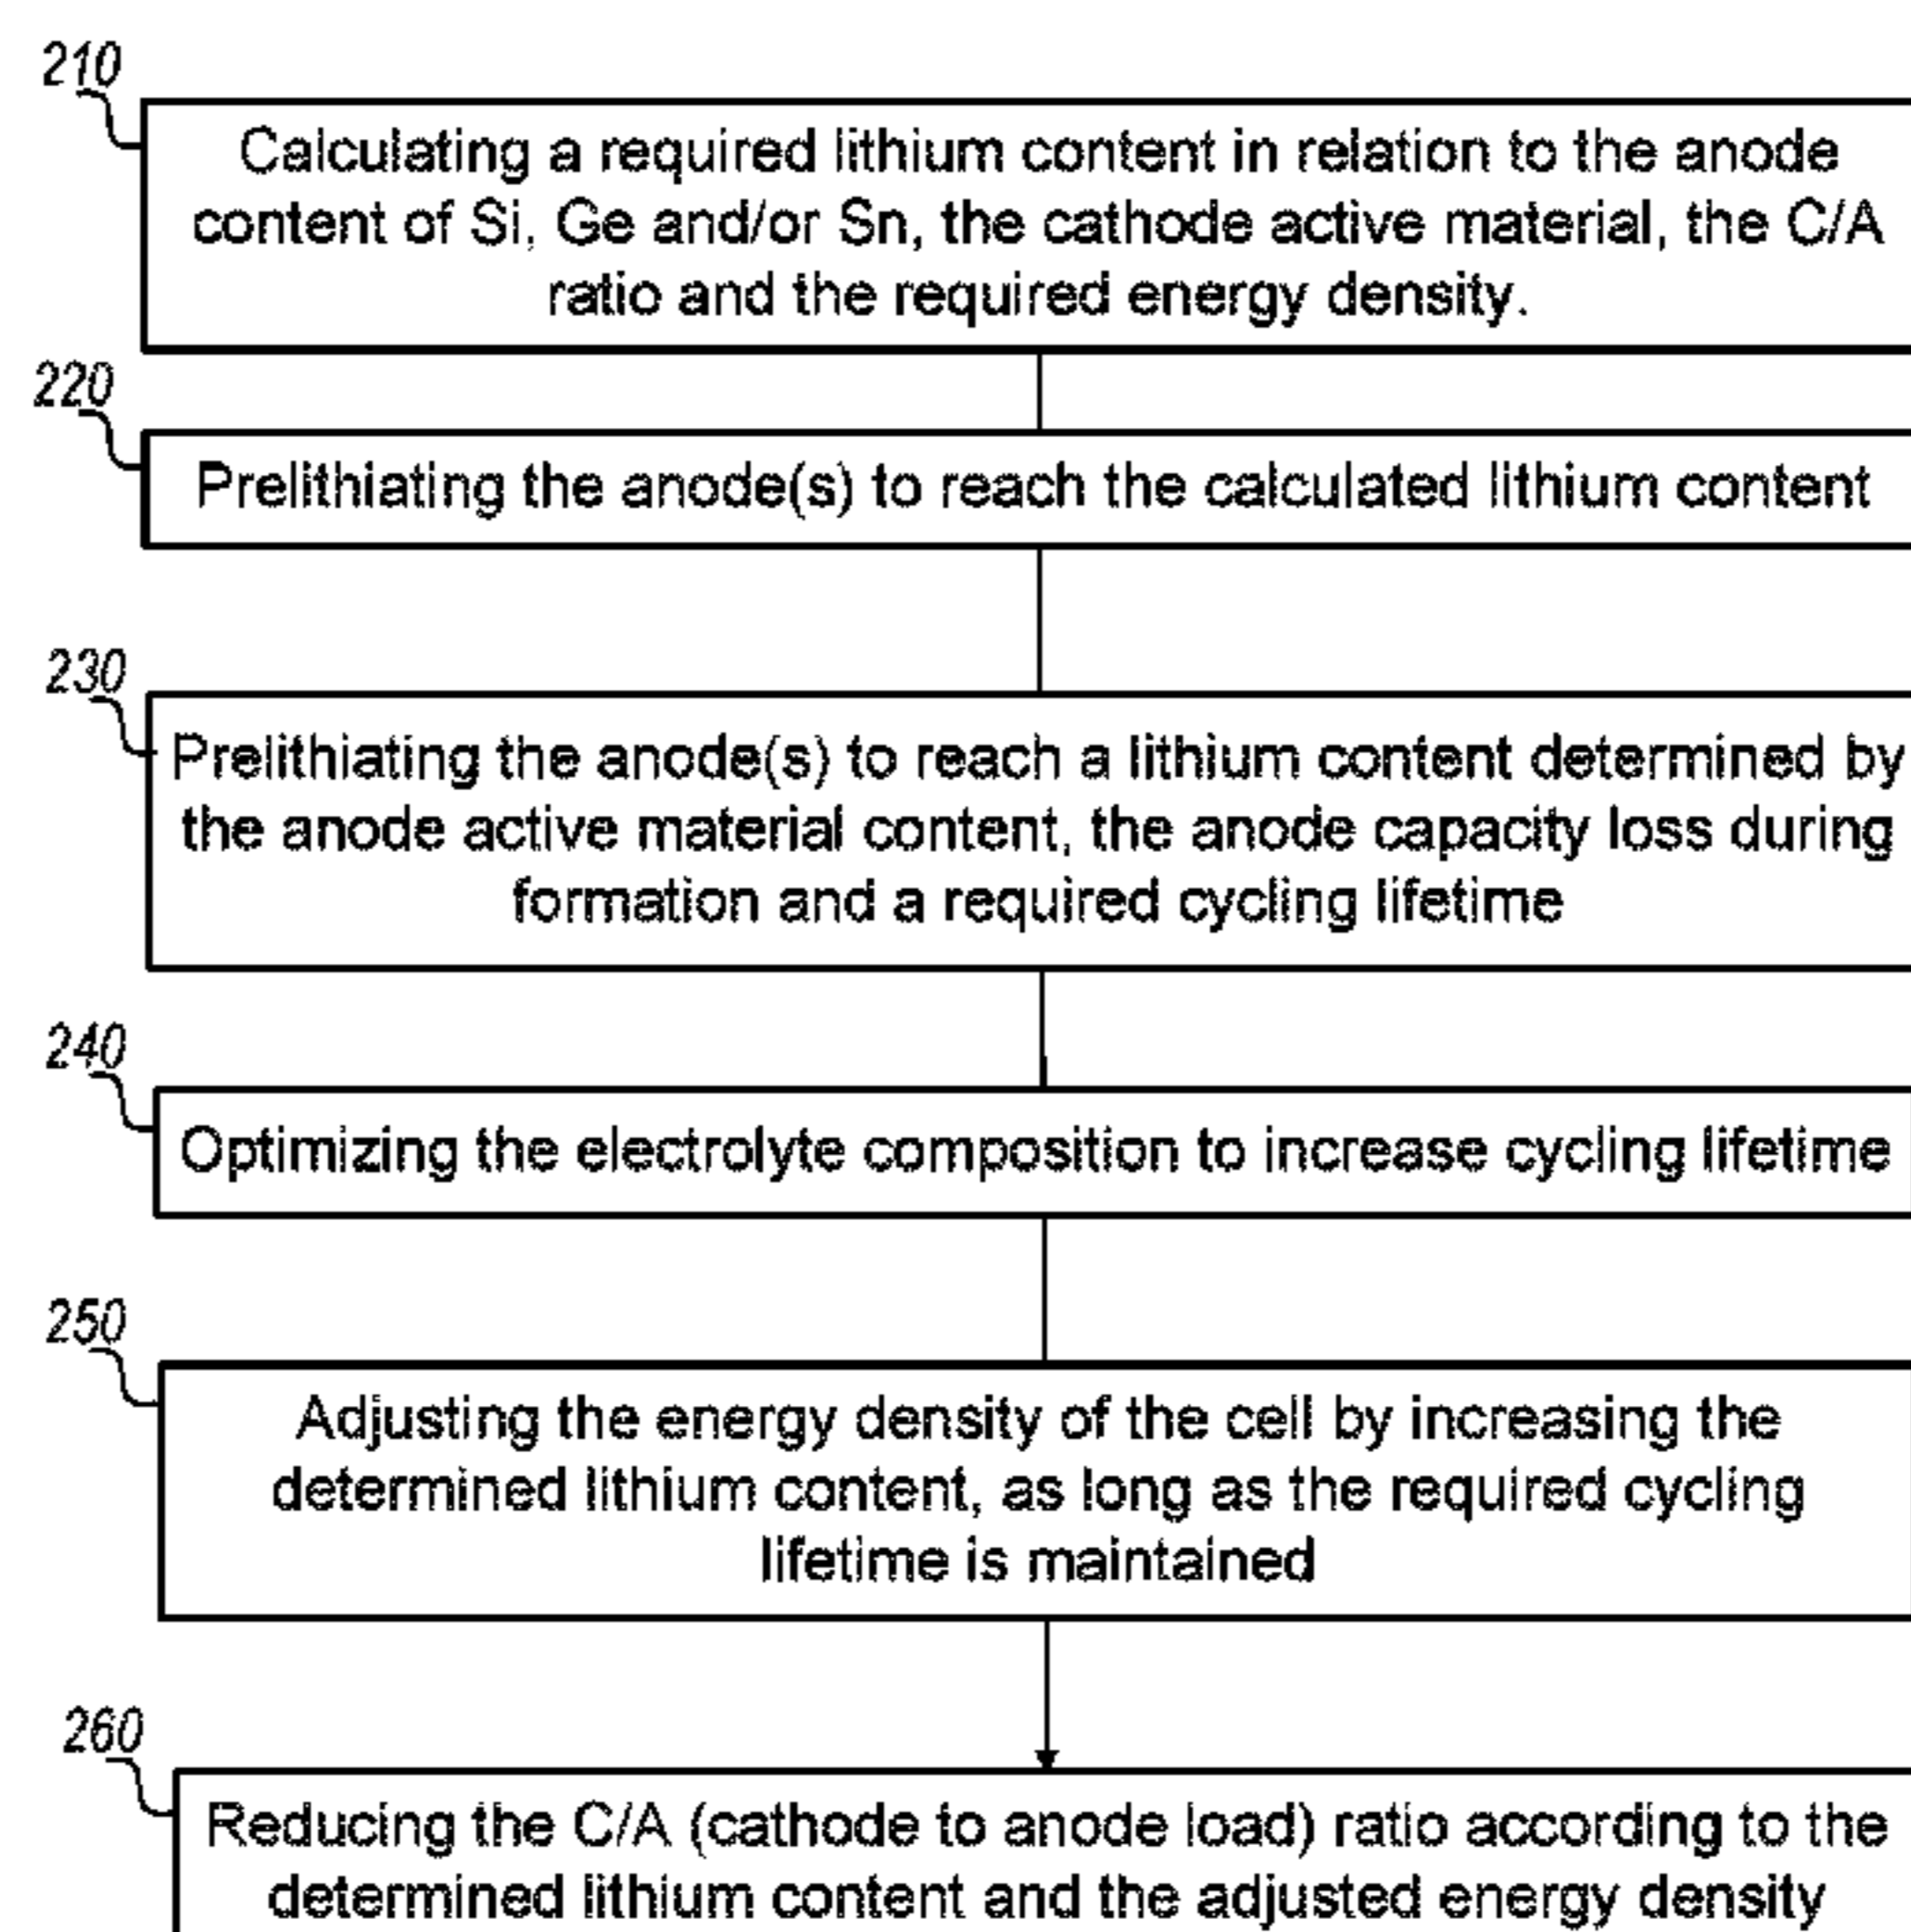 210
Calculating a required lithium content in relation to the anode
content of Si, Ge and/or Sn, the cathode active material, the C/A
ratio and the required energy density.
220
Prelithiating the anode(s) to reach the calculated lithium content
230
Prelithiating the anode(s) to reach a lithium content determined by
the anode active material content, the anode capacity loss during
formation and a required cycling lifetime
240
Optimizing the electrolyte composition to increase cycling lifetime
250
Adjusting the energy density of the cell by increasing the
determined lithium content, as long as the required cycling
lifetime is maintained
260
Reducing the C/A (cathode to anode load) ratio according to the
determined lithium content and the adjusted energy density